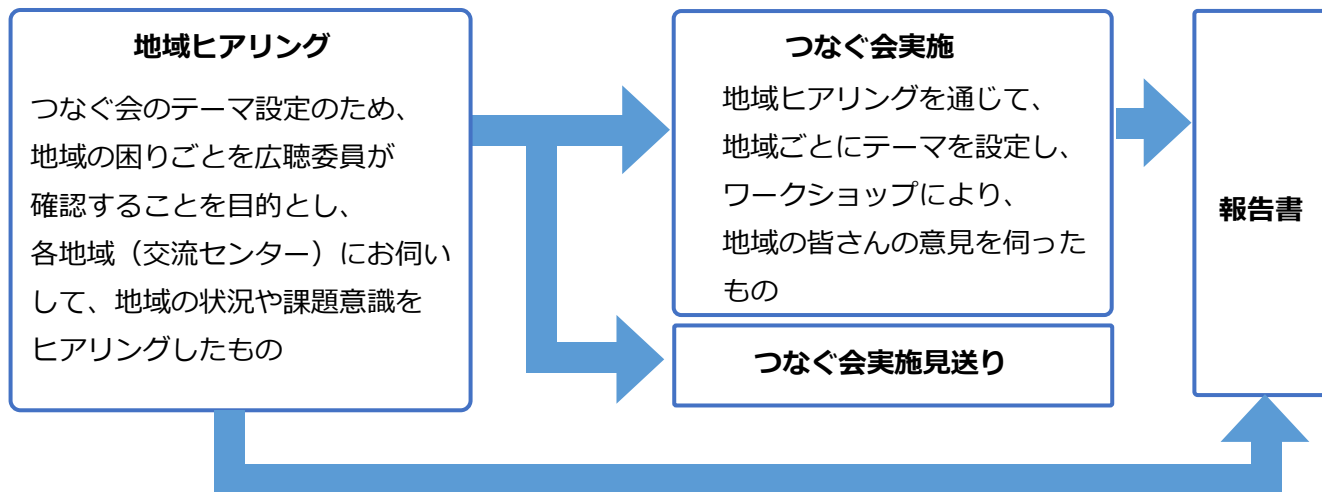 地域ヒアリング
つなぐ会のテーマ設定のため、
地域の困りごとを広聴委員が
確認することを目的とし、
各地域（交流センター）にお伺い
して、地域の状況や課題意識を
ヒアリングしたもの
つなぐ会実施
地域ヒアリングを通じて、
地域ごとにテーマを設定し、
ワークショップにより、
地域の皆さんの意見を伺った
もの
つなぐ会実施見送り
報告書